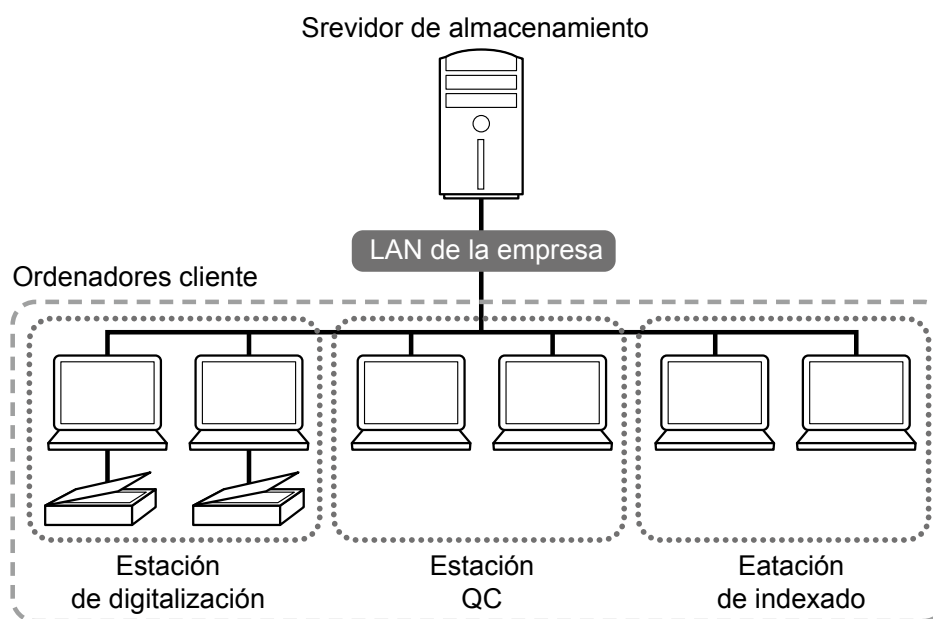 Srevidor de almacenamiento
LAN de la empresa
Ordenadores cliente
Estación
de digitalización
Estación
QC
Eatación
de indexado